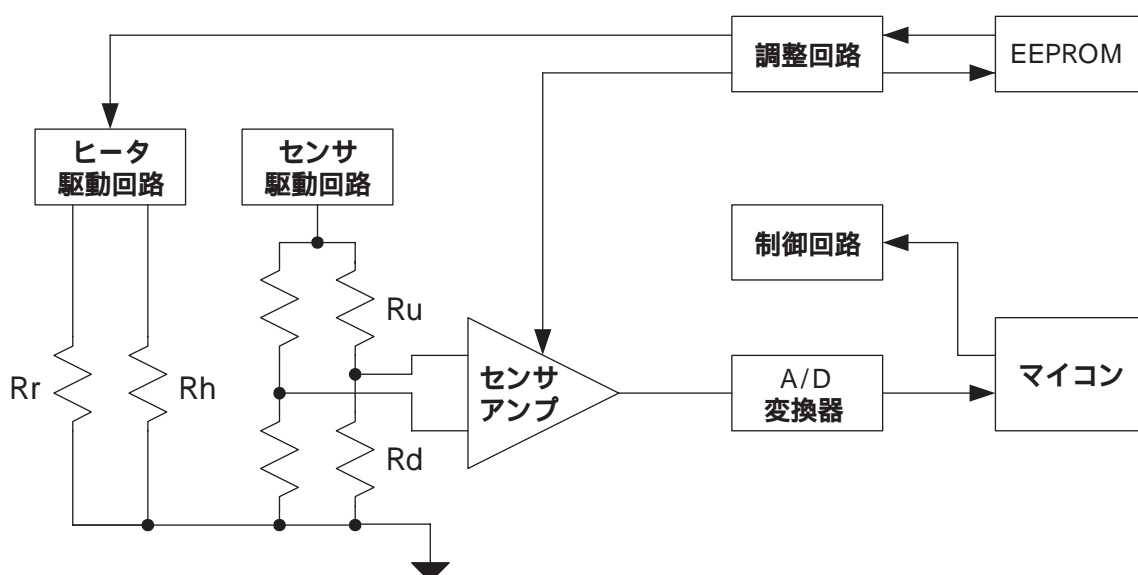 調整回路
EEPROM
ヒータ
駆動回路
センサ
駆動回路
制御回路
Ru
Rr
Rh
センサ
アンプ
A/D
変換器
マイコン
Rd